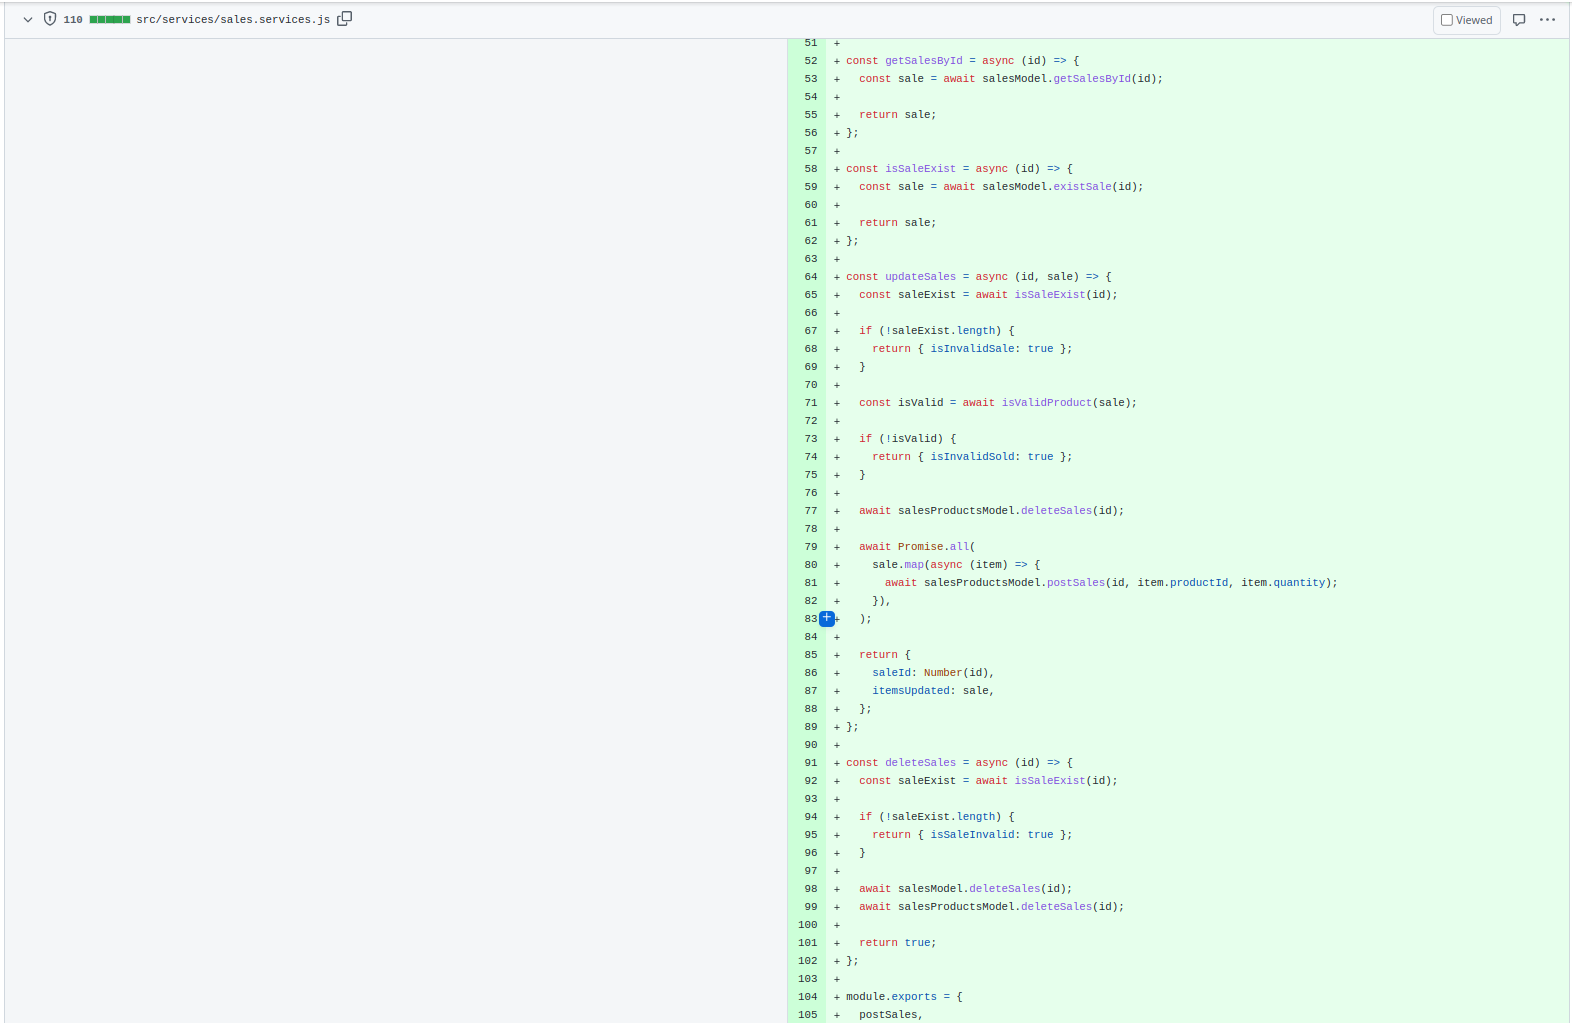 110 src/services/sales.services.js Viewed
51 +
52 + const getSalesById = async (id) => {
53 +   const sale = await salesModel.getSalesById(id);
54 +
55 +   return sale;
56 + };
57 +
58 + const isSaleExist = async (id) => {
59 +   const sale = await salesModel.existSale(id);
60 +
61 +   return sale;
62 + };
63 +
64 + const updateSales = async (id, sale) => {
65 +   const saleExist = await isSaleExist(id);
66 +
67 +   if (!saleExist.length) {
68 +     return { isInvalidSale: true };
69 +   }
70 +
71 +   const isValid = await isValidProduct(sale);
72 +
73 +   if (!isValid) {
74 +     return { isInvalidSold: true };
75 +   }
76 +
77 +   await salesProductsModel.deleteSales(id);
78 +
79 +   await Promise.all(
80 +     sale.map(async (item) => {
81 +       await salesProductsModel.postSales(id, item.productId, item.quantity);
82 +     }),
83 +   );
84 +
85 +   return {
86 +     saleId: Number(id),
87 +     itemsUpdated: sale,
88 +   };
89 + };
90 +
91 + const deleteSales = async (id) => {
92 +   const saleExist = await isSaleExist(id);
93 +
94 +   if (!saleExist.length) {
95 +     return { isSaleInvalid: true };
96 +   }
97 +
98 +   await salesModel.deleteSales(id);
99 +   await salesProductsModel.deleteSales(id);
100 +
101 +   return true;
102 + };
103 +
104 + module.exports = {
105 +   postSales,